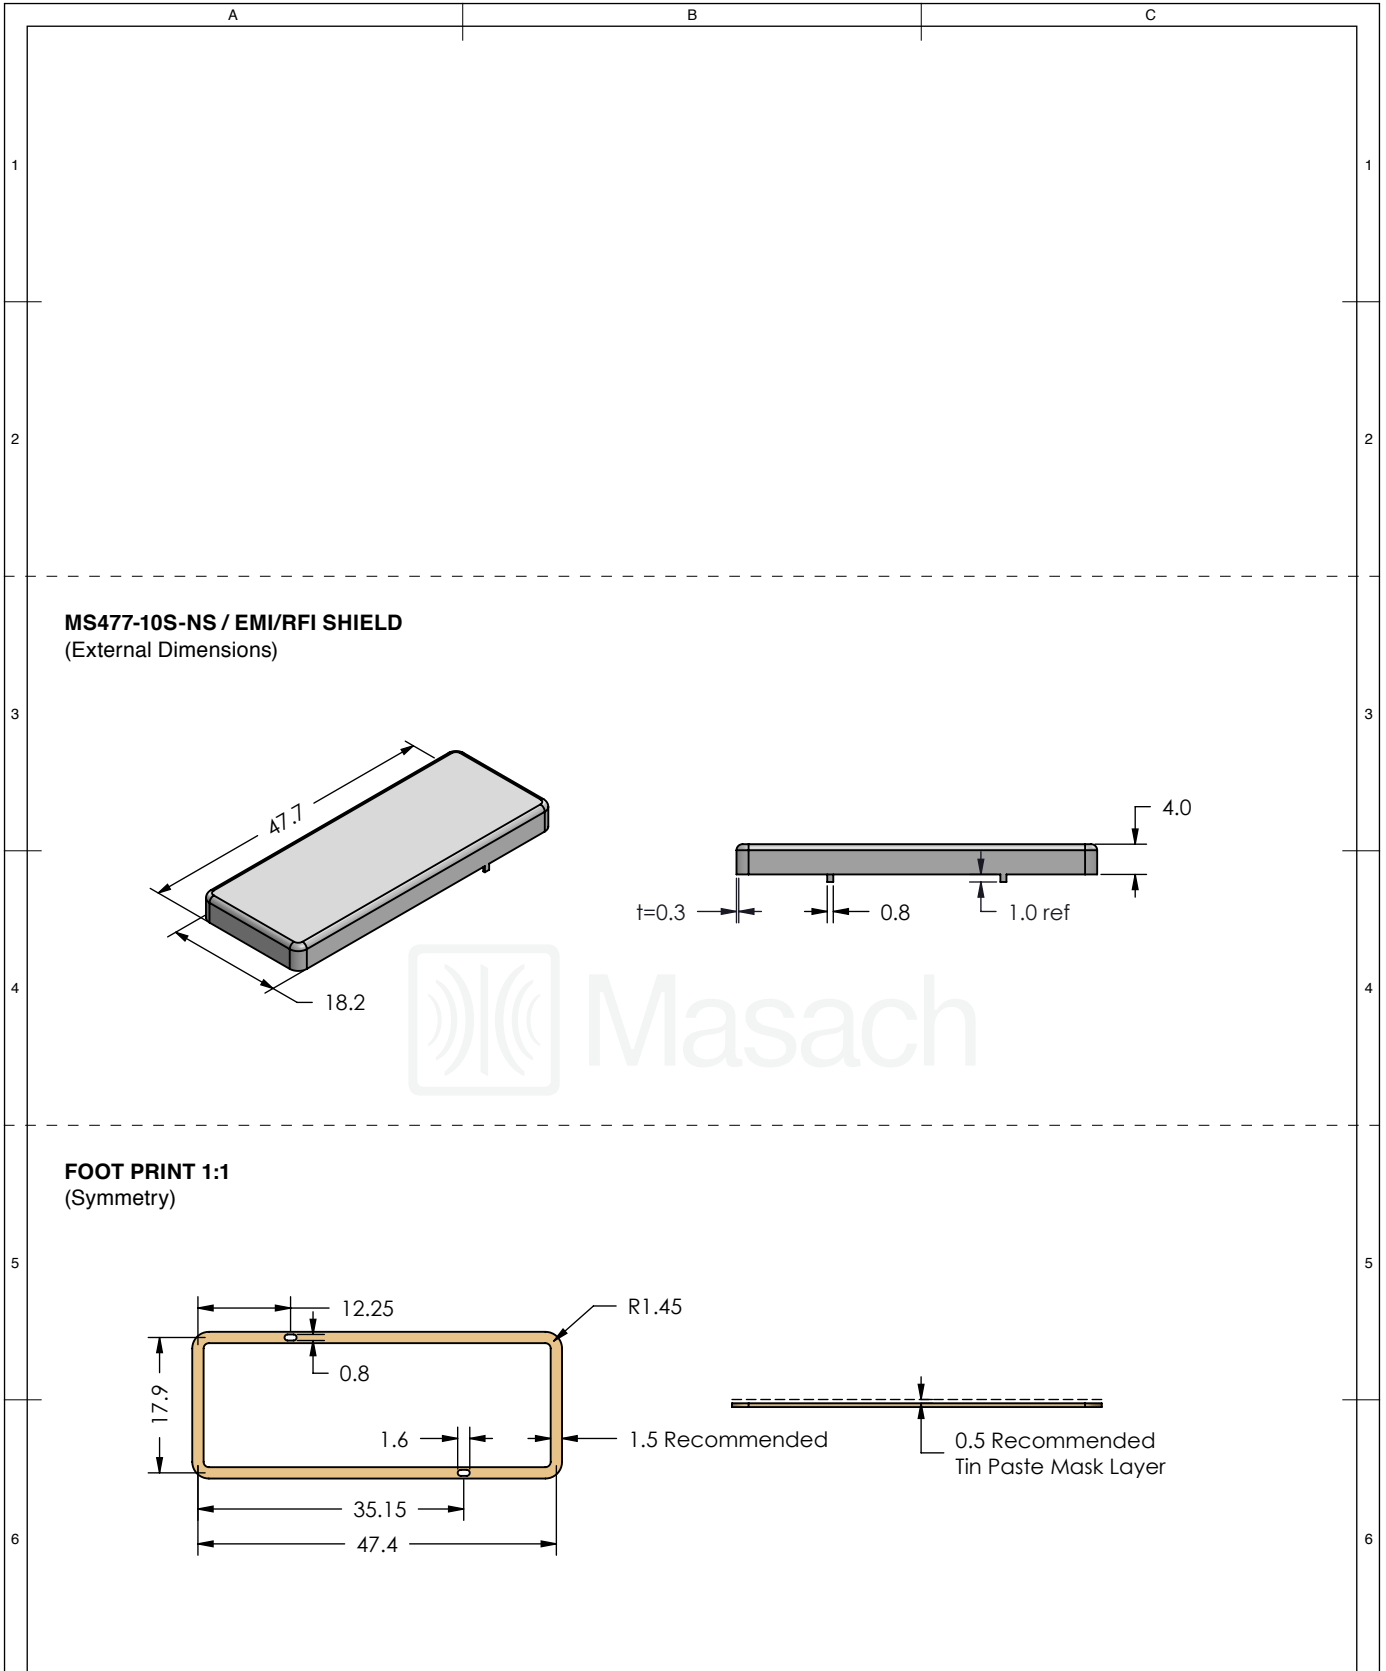 A
B
C
1
1
2
2
MS477-10S-NS / EMI/RFI SHIELD
(External Dimensions)
3
3
47.7
4.0
t=0.3
0.8
1.0 ref
18.2
4
4
Masach
FOOT PRINT 1:1
(Symmetry)
5
5
12.25
R1.45
0.8
17.9
1.6
1.5 Recommended
0.5 Recommended
Tin Paste Mask Layer
35.15
47.4
6
6